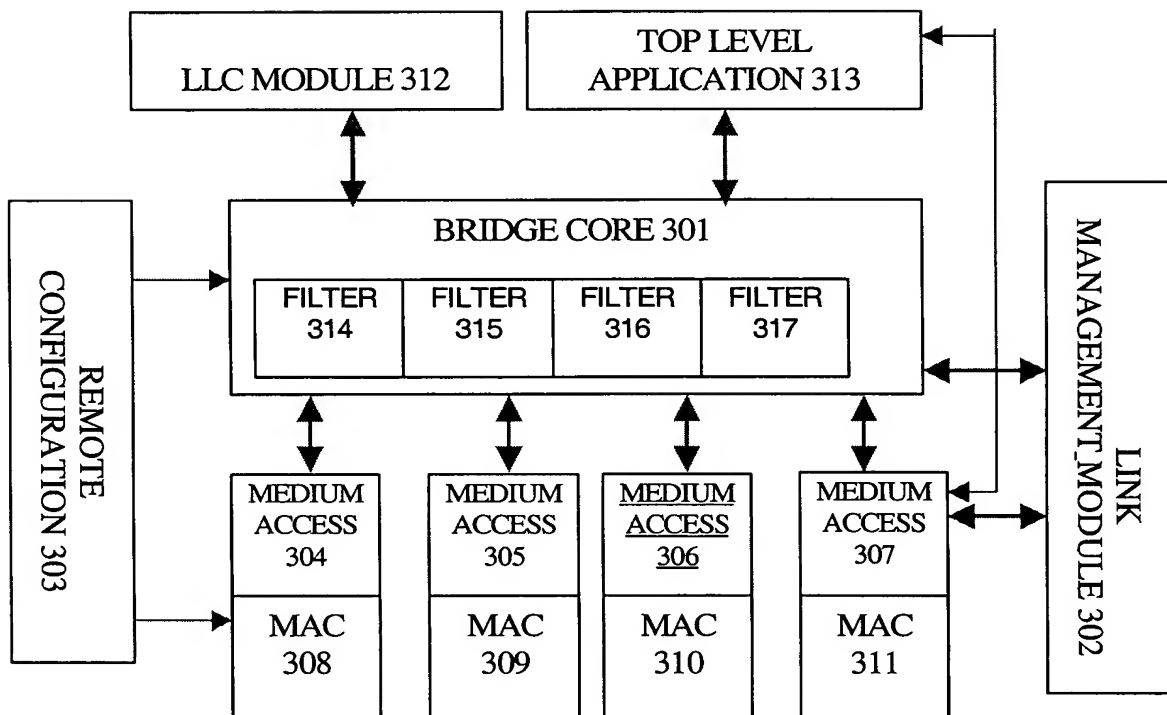 LLC MODULE 312
TOP LEVEL
APPLICATION 313
BRIDGE CORE 301
FILTER
314
FILTER
315
FILTER
316
FILTER
317
REMOTE
CONFIGURATION 303
LINK
MANAGEMENT_MODULE 302
MEDIUM
ACCESS
304
MEDIUM
ACCESS
305
MEDIUM
ACCESS
306
MEDIUM
ACCESS
307
MAC
308
MAC
309
MAC
310
MAC
311